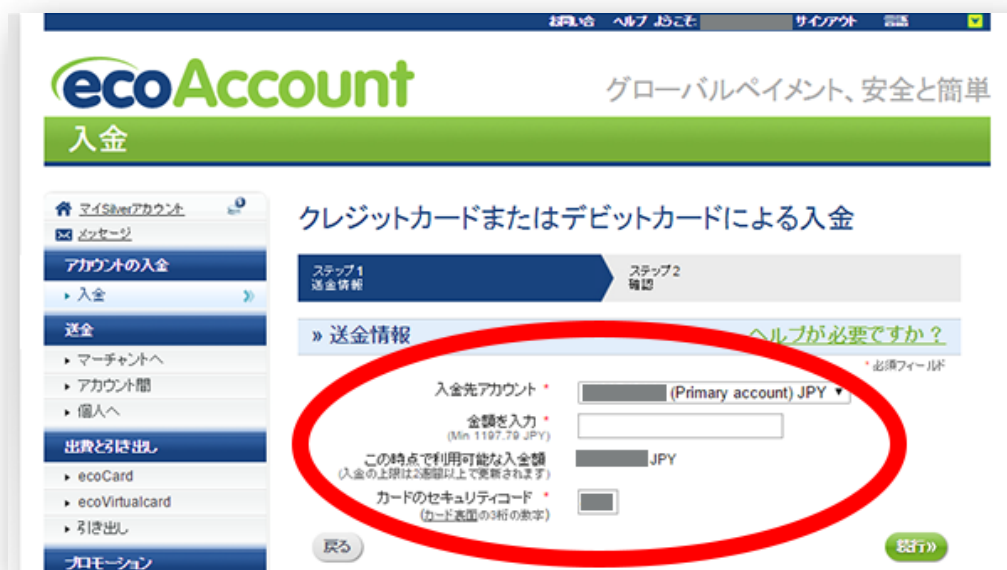 お問い合 ヘルプ ようこそ: サインアウト 言語
ecoAccount
グローバルペイメント、安全と簡単
入金
マイSilverアカウント
メッセージ
アカウントの入金
入金
送金
マーチャントへ
アカウント間
個人へ
出費と引き出し
ecoCard
ecoVirtualcard
引き出し
プロモーション
クレジットカードまたはデビットカードによる入金
ステップ1
送金情報
ステップ2
確認
» 送金情報
ヘルプが必要ですか？
* 必須フィールド
入金先アカウント *
(Primary account) JPY
金額を入力 *
(Min 1197.79 JPY)
この時点で利用可能な入金額
JPY
(入金の上限は2週間以上で更新されます)
カードのセキュリティコード *
(カード裏面の3桁の数字)
戻る
続行»